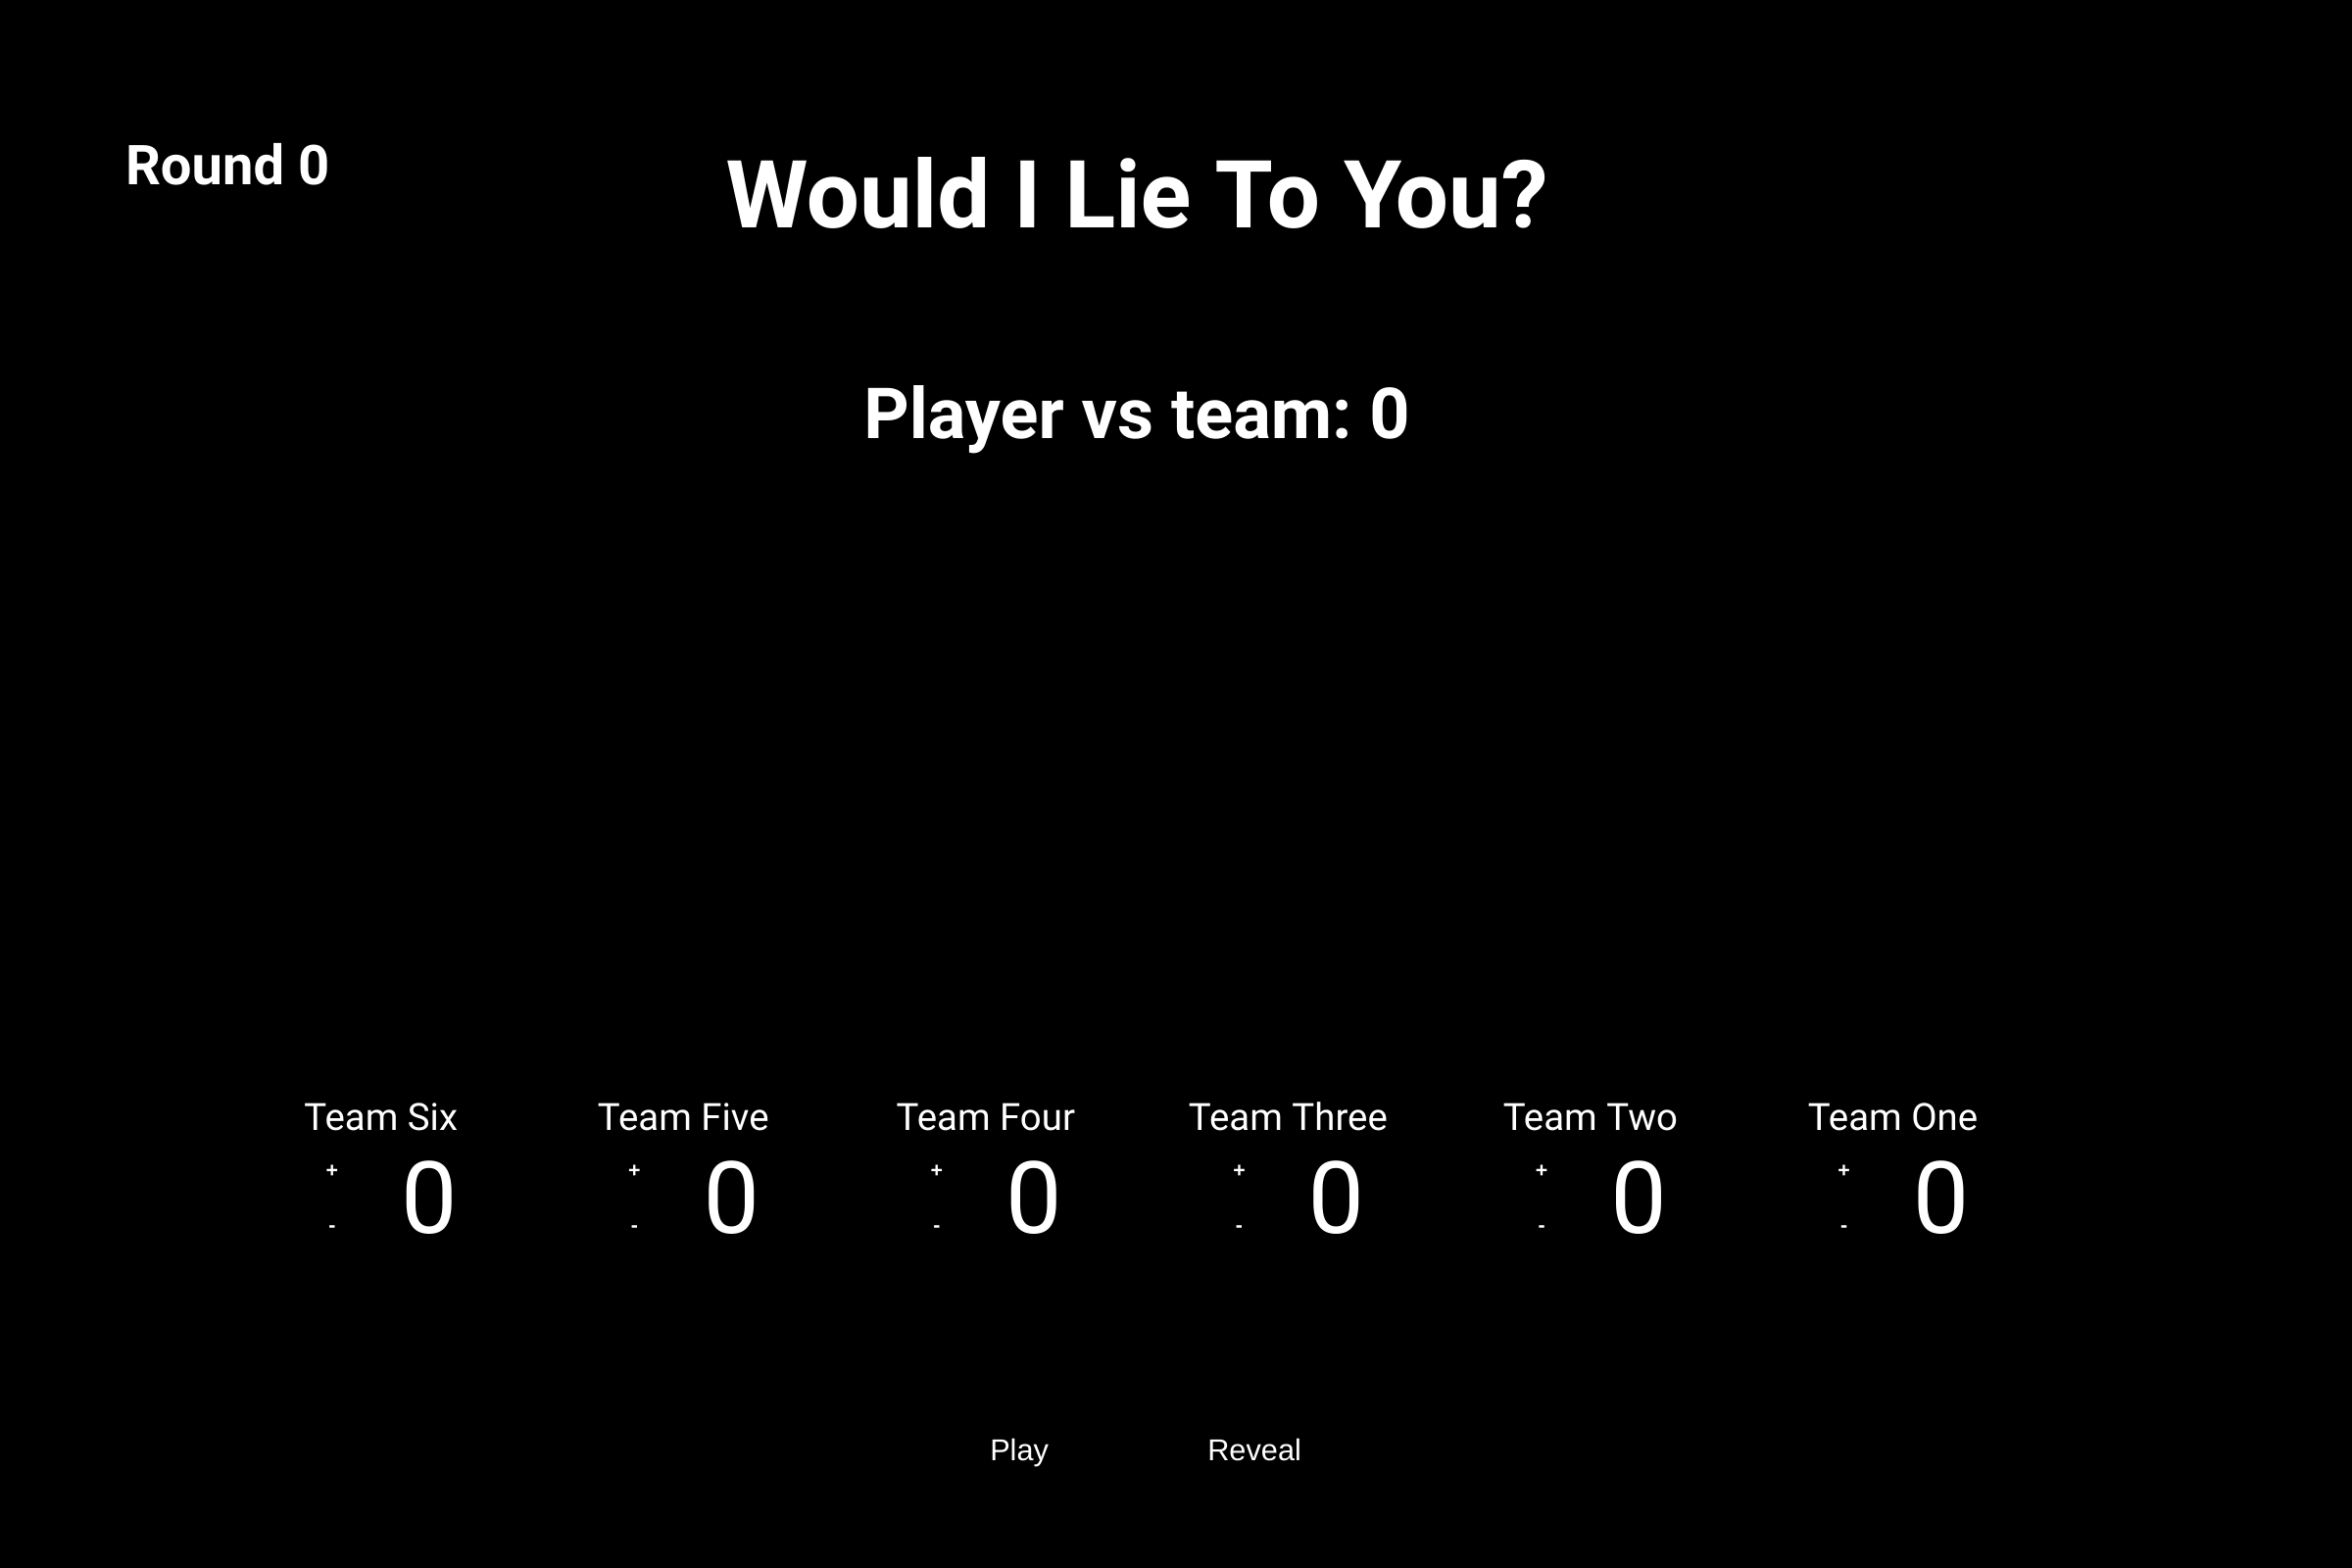 Round 0
Would I Lie To You?
Player vs team: 0
Team Six Team Five Team Four Team Three Team Two Team One
+ 0 + 0 + 0 + 0 + 0 + 0
- - - - - -
Play Reveal